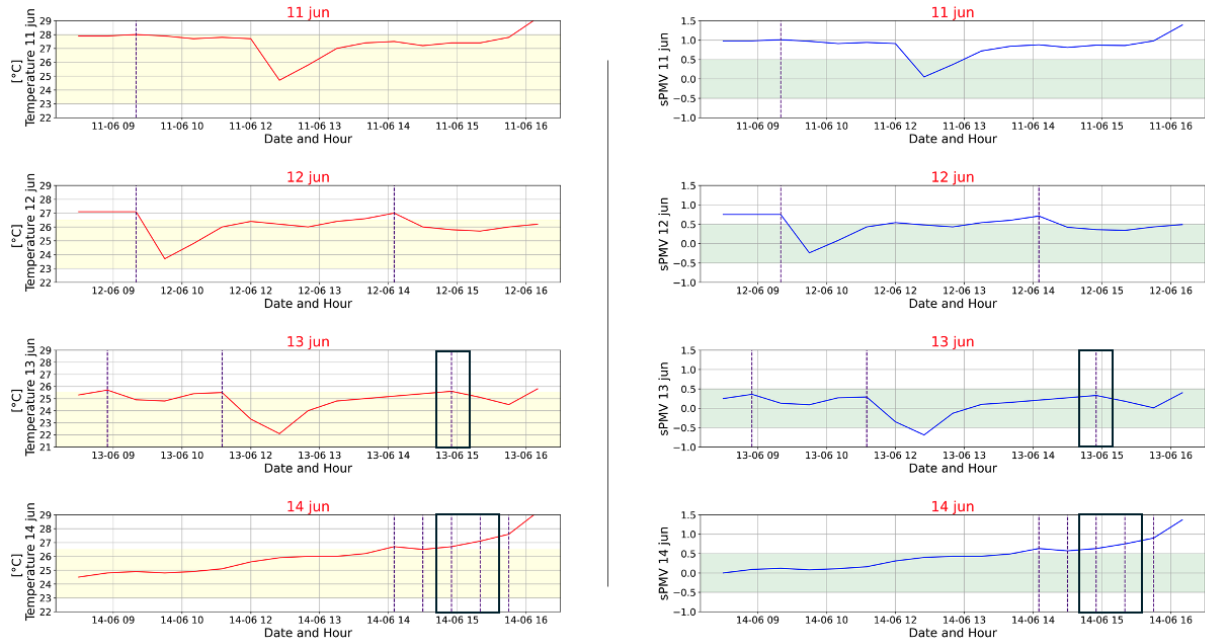 11 jun
[°C]
Temperature 11 jun
29
28
27
26
25
24
23
22
11-06 09 11-06 10 11-06 12 11-06 13 11-06 14 11-06 15 11-06 16
Date and Hour
11 jun
sPMV 11 jun
1.5
1.0
0.5
0.0
−0.5
−1.0
11-06 09 11-06 10 11-06 12 11-06 13 11-06 14 11-06 15 11-06 16
Date and Hour
12 jun
[°C]
Temperature 12 jun
29
28
27
26
25
24
23
22
12-06 09 12-06 10 12-06 12 12-06 13 12-06 14 12-06 15 12-06 16
Date and Hour
12 jun
sPMV 12 jun
1.5
1.0
0.5
0.0
−0.5
−1.0
12-06 09 12-06 10 12-06 12 12-06 13 12-06 14 12-06 15 12-06 16
Date and Hour
13 jun
[°C]
Temperature 13 jun
29
28
27
26
25
24
23
22
21
13-06 09 13-06 10 13-06 12 13-06 13 13-06 14 13-06 15 13-06 16
Date and Hour
13 jun
sPMV 13 jun
1.5
1.0
0.5
0.0
−0.5
−1.0
13-06 09 13-06 10 13-06 12 13-06 13 13-06 14 13-06 15 13-06 16
Date and Hour
14 jun
[°C]
Temperature 14 jun
29
28
27
26
25
24
23
22
14-06 09 14-06 10 14-06 12 14-06 13 14-06 14 14-06 15 14-06 16
Date and Hour
14 jun
sPMV 14 jun
1.5
1.0
0.5
0.0
−0.5
−1.0
14-06 09 14-06 10 14-06 12 14-06 13 14-06 14 14-06 15 14-06 16
Date and Hour